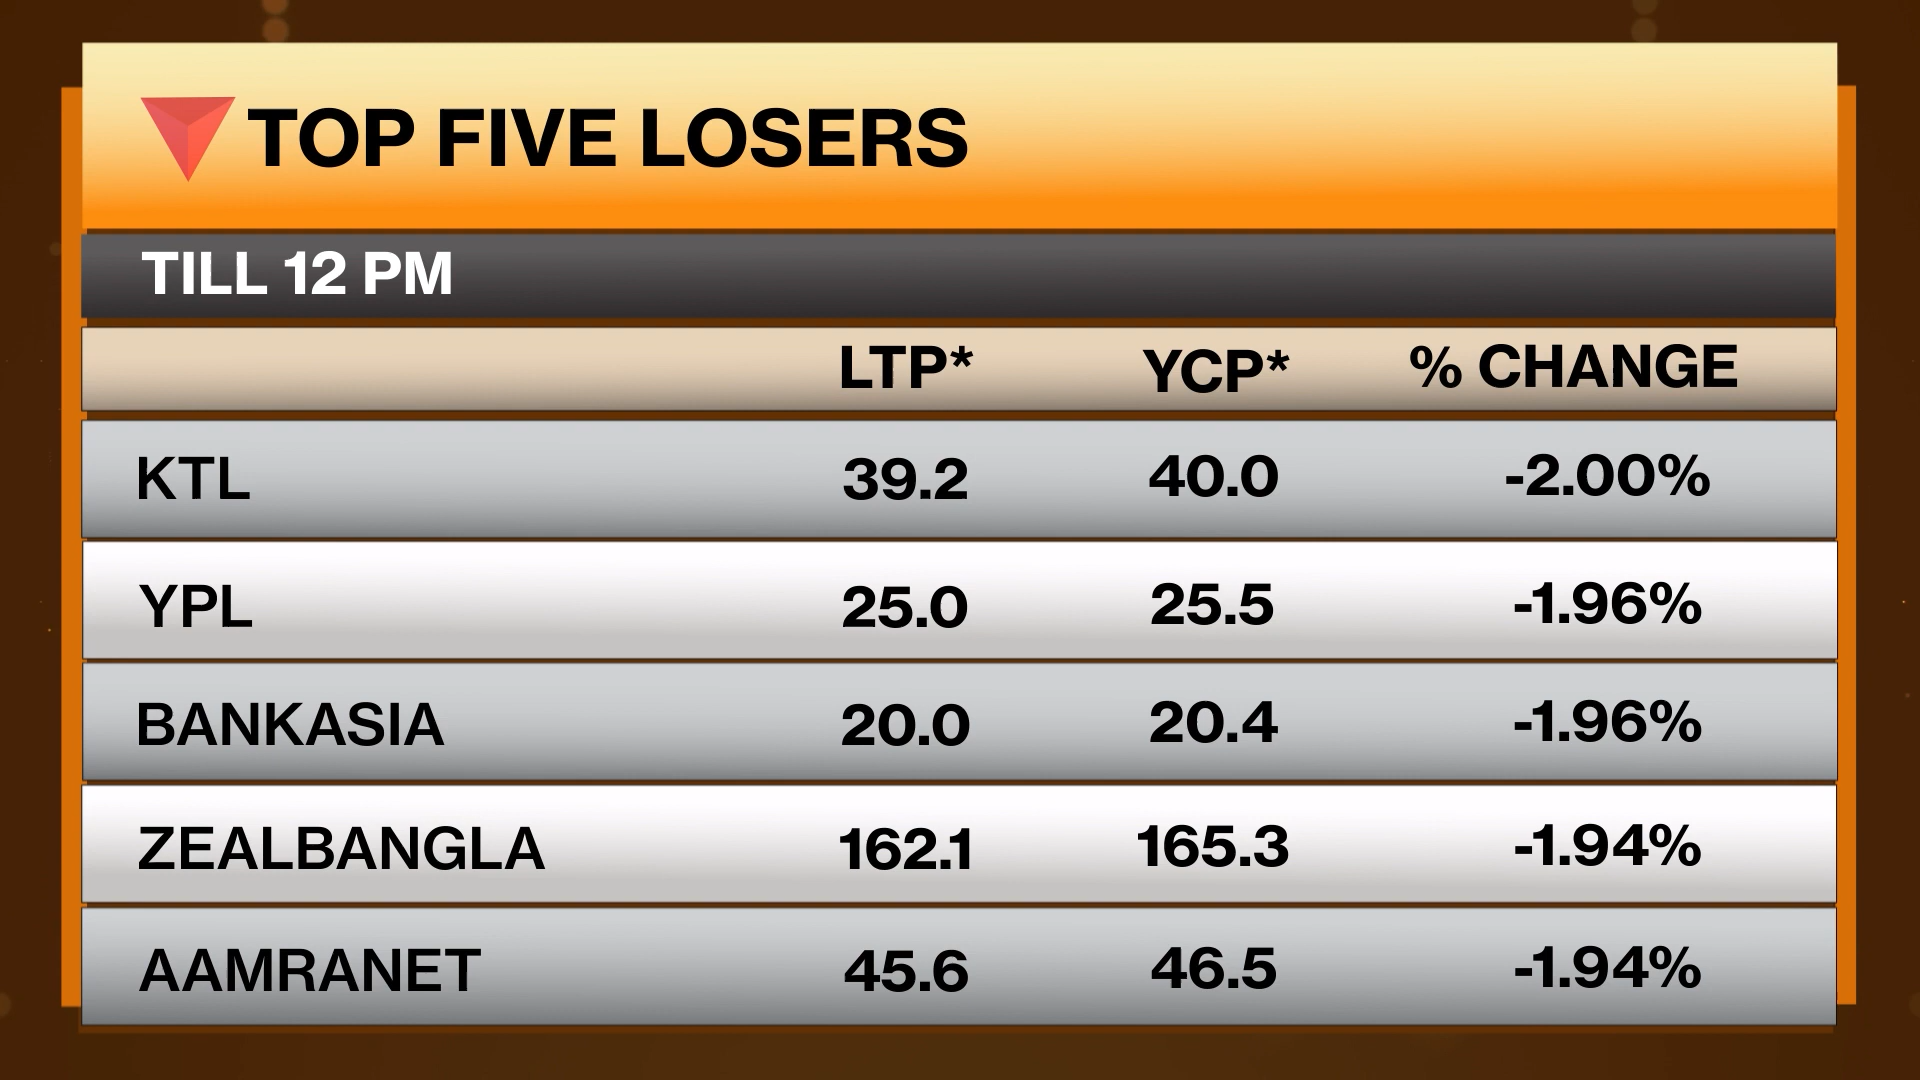 TOP FIVE LOSERS
TILL 12 PM
LTP* YCP* % CHANGE
KTL 39.2 40.0 -2.00%
YPL 25.0 25.5 -1.96%
BANKASIA 20.0 20.4 -1.96%
ZEALBANGLA 162.1 165.3 -1.94%
AAMRANET 45.6 46.5 -1.94%